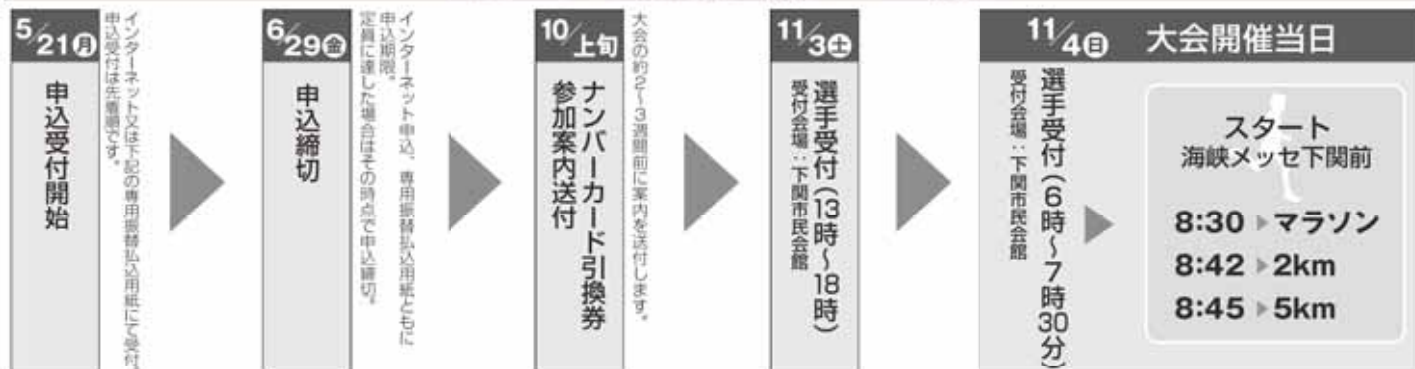 5/21月
申込受付開始
インターネット又は下記の専用振替払込用紙にて受付。
申込受付は先着順です。
6/29金
申込締切
インターネット申込、専用振替払込用紙ともに
申込期限。
定員に達した場合はその時点で申込締切。
10/上旬
ナンバーカード引換券
参加案内送付
大会の約2~3週間前に案内を送付します。
11/3土
選手受付(13時~18時)
受付会場:下関市民会館
11/4日 大会開催当日
選手受付(6時~7時30分)
受付会場:下関市民会館
スタート
海峡メッセ下関前
8:30 ▶マラソン
8:42 ▶2km
8:45 ▶5km